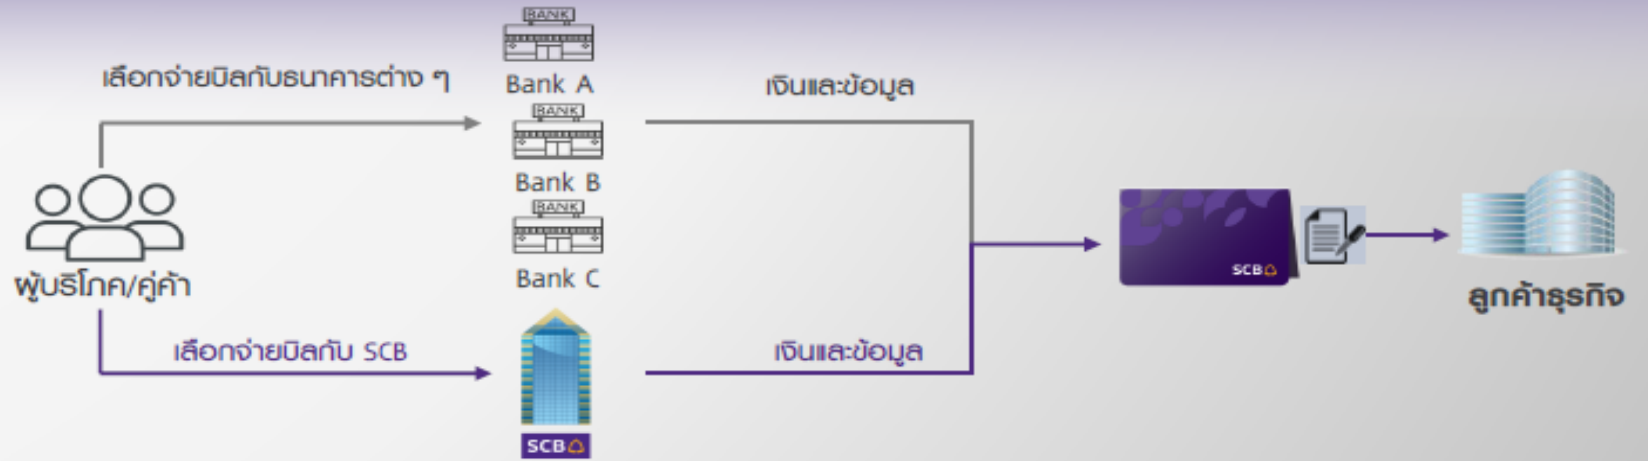 BANK
เลือกจ่ายบิลกับธนาคารต่าง ๆ
Bank A
เงินและข้อมูล
BANK
Bank B
BANK
Bank C
ผู้บริโภค/คู่ค้า
SCB
ลูกค้าธุรกิจ
เลือกจ่ายบิลกับ SCB
เงินและข้อมูล
SCB